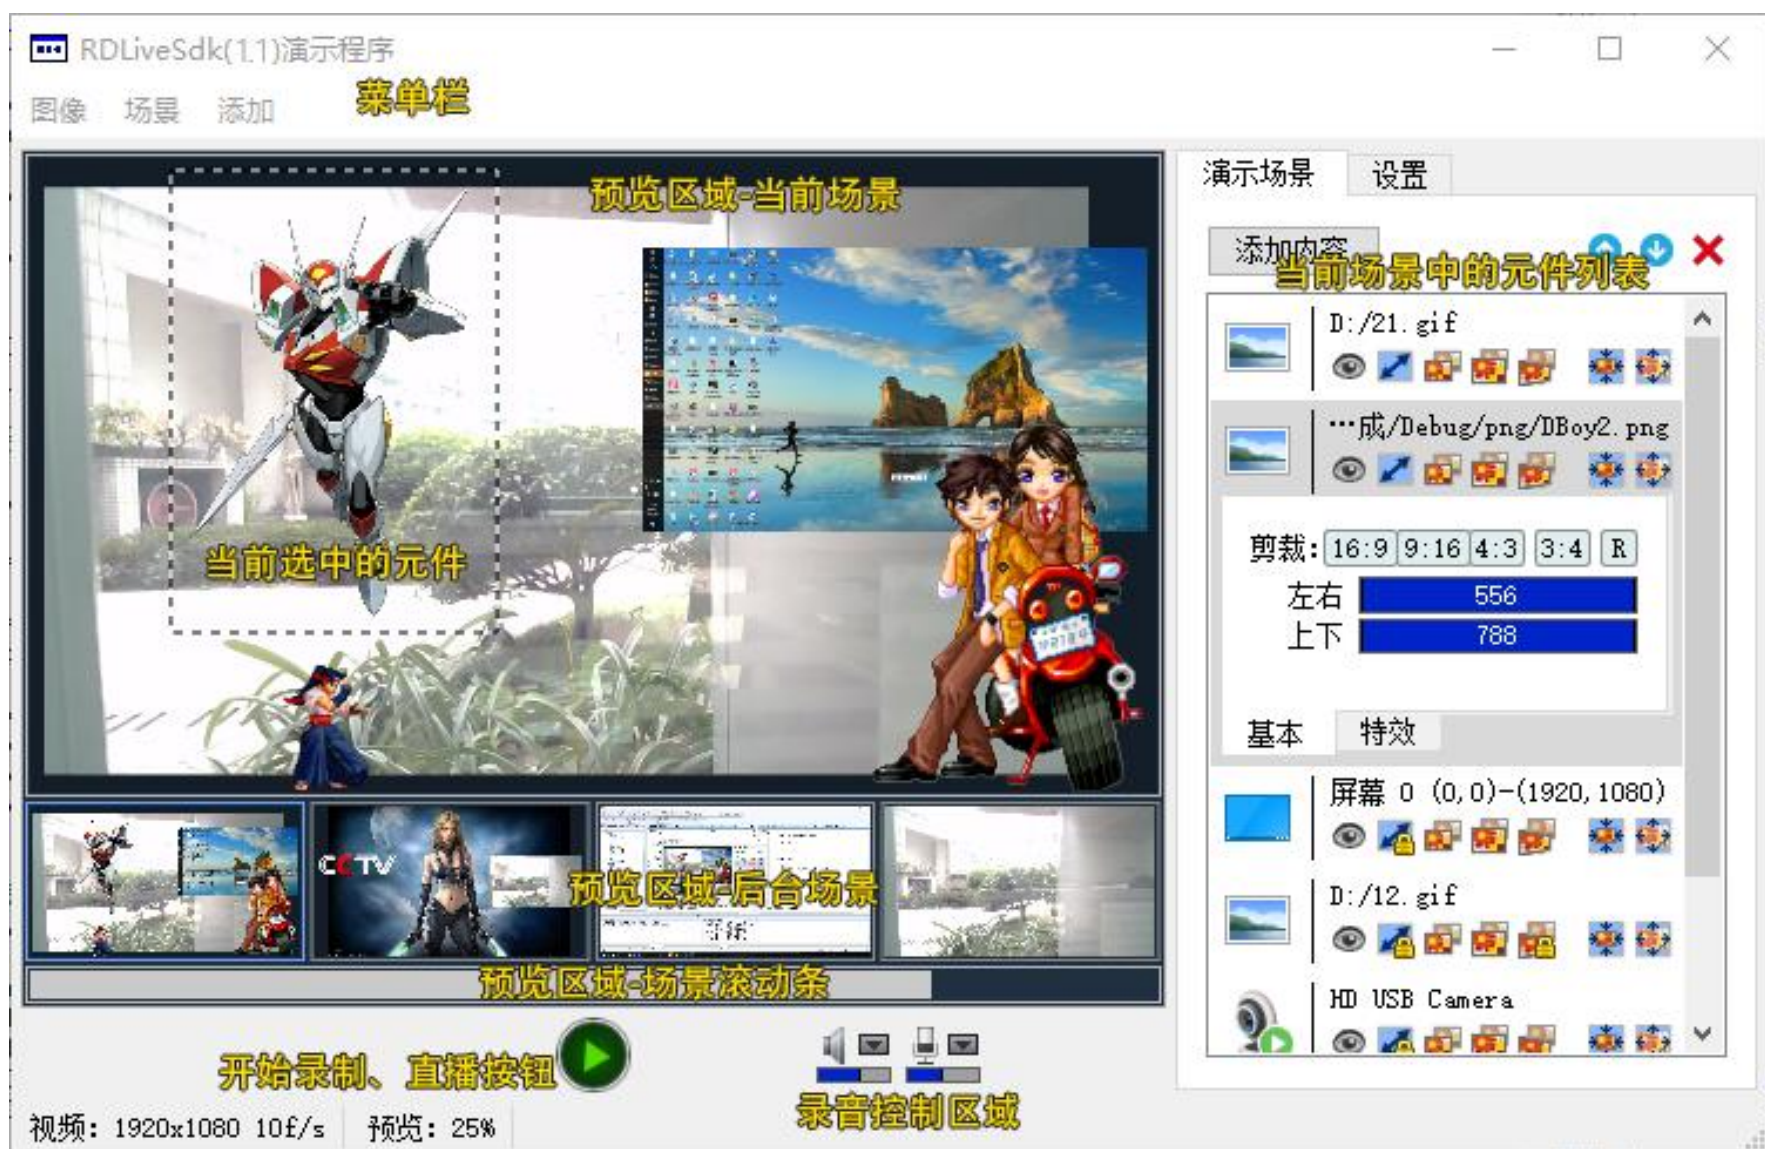 RDLiveSdk(1.1)演示程序
图像 场景 添加
菜单栏
预览区域-当前场景
当前选中的元件
演示场景 设置
添加内容
当前场景中的元件列表
D:/21.gif
…成/Debug/png/DBoy2.png
剪裁: 16:9 9:16 4:3 3:4 R
左右 556
上下 788
基本 特效
屏幕 0 (0,0)-(1920,1080)
D:/12.gif
HD USB Camera
CCTV
预览区域-后台场景
预览区域-场景滚动条
开始录制、直播按钮
录音控制区域
视频: 1920x1080 10f/s 预览: 25%